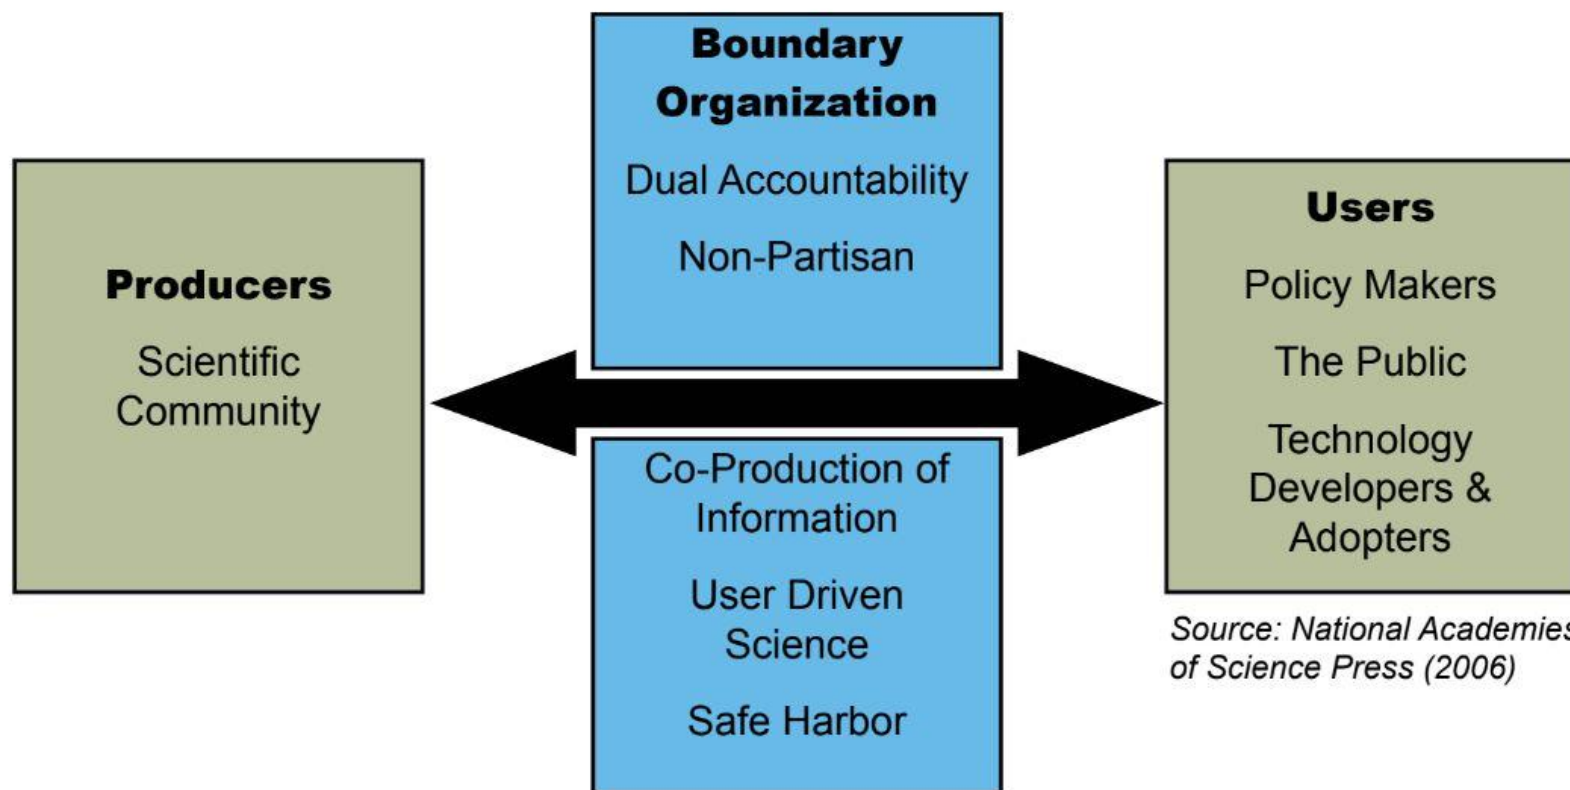 Producers
Scientific
Community
Boundary
Organization
Dual Accountability
Non-Partisan
Co-Production of
Information
User Driven
Science
Safe Harbor
Users
Policy Makers
The Public
Technology
Developers &
Adopters
Source: National Academies
of Science Press (2006)